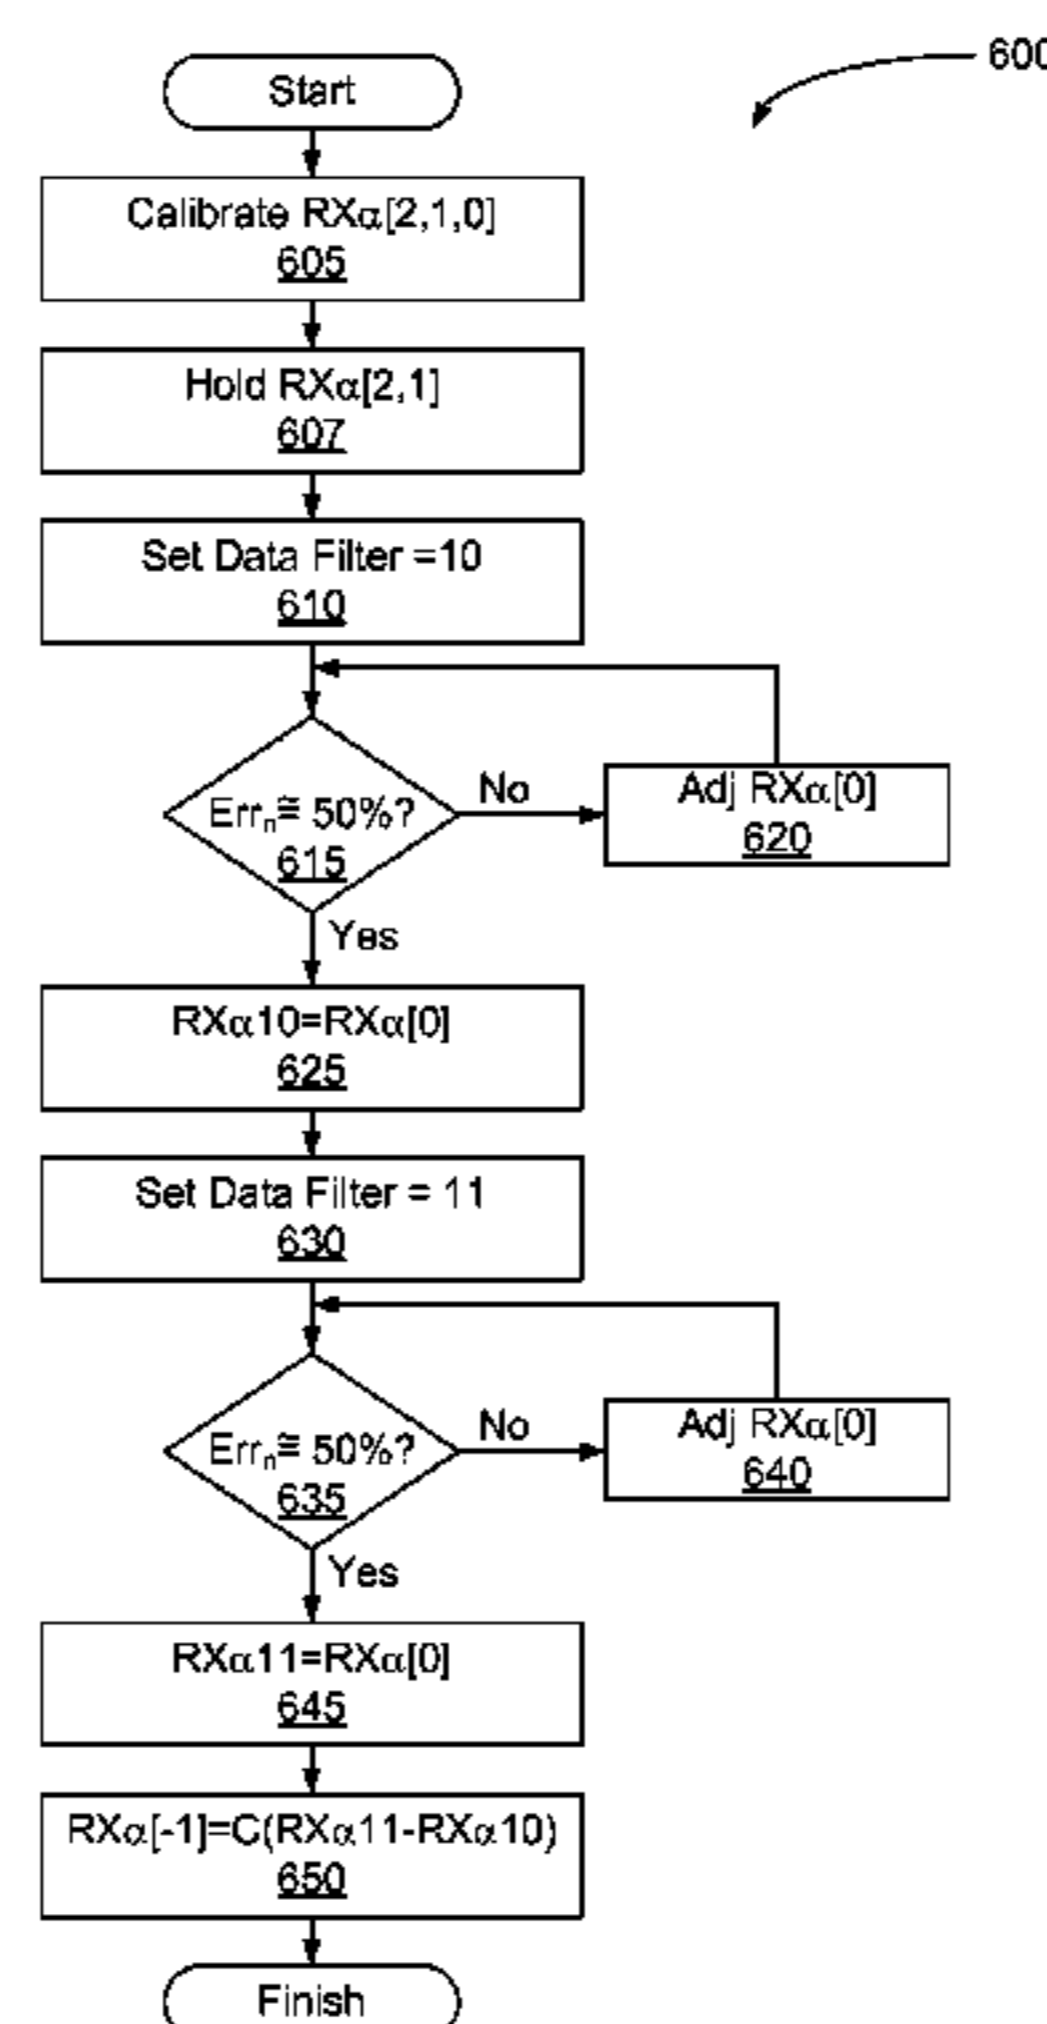 Start
600
Calibrate RXα[2,1,0]
605
Hold RXα[2,1]
607
Set Data Filter =10
610
Errn≅ 50%?
615
No
Adj RXα[0]
620
Yes
RXα10=RXα[0]
625
Set Data Filter = 11
630
Errn≅ 50%?
635
No
Adj RXα[0]
640
Yes
RXα11=RXα[0]
645
RXα[-1]=C(RXα11-RXα10)
650
Finish